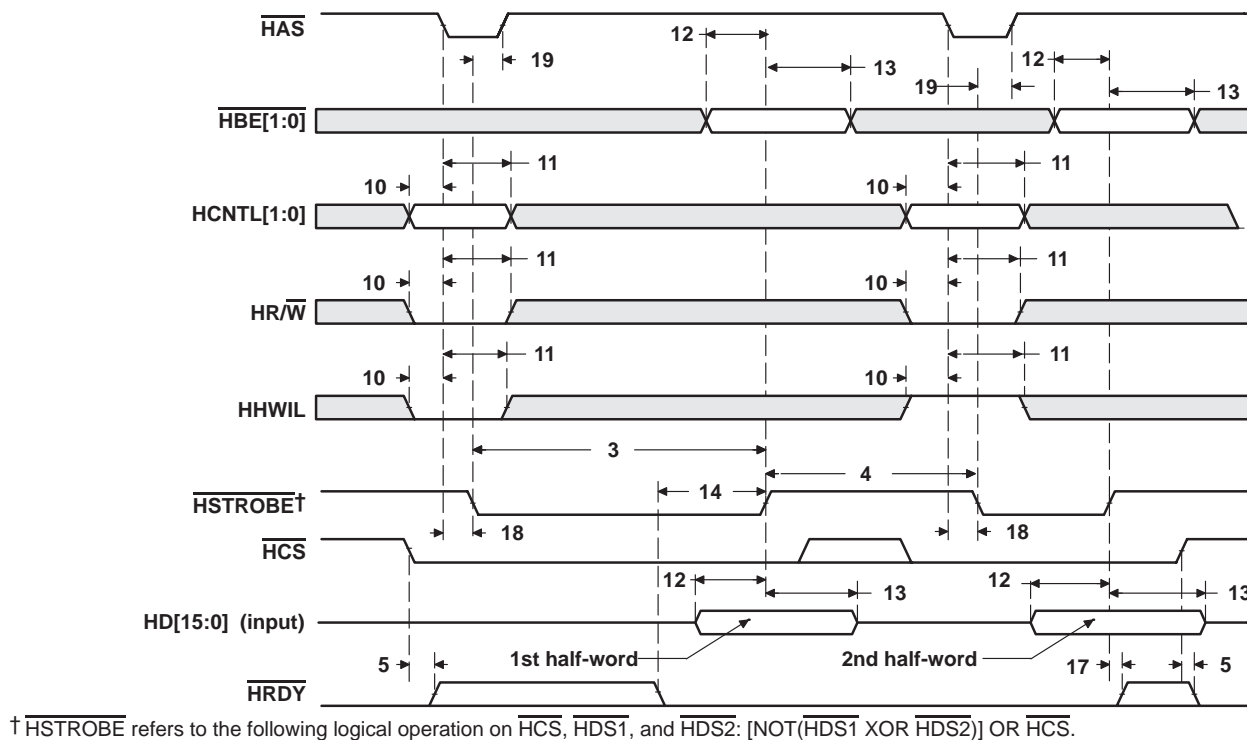 HAS
12
12
19
13
19
13
HBE[1:0]
11
11
10
10
HCNTL[1:0]
11
11
10
10
HR/W
11
11
10
10
HHWIL
3
4
14
HSTROBE†
18
18
HCS
12
12
13
13
HD[15:0] (input)
1st half-word
2nd half-word
5
17
5
HRDY
† HSTROBE refers to the following logical operation on HCS, HDS1, and HDS2: [NOT(HDS1 XOR HDS2)] OR HCS.